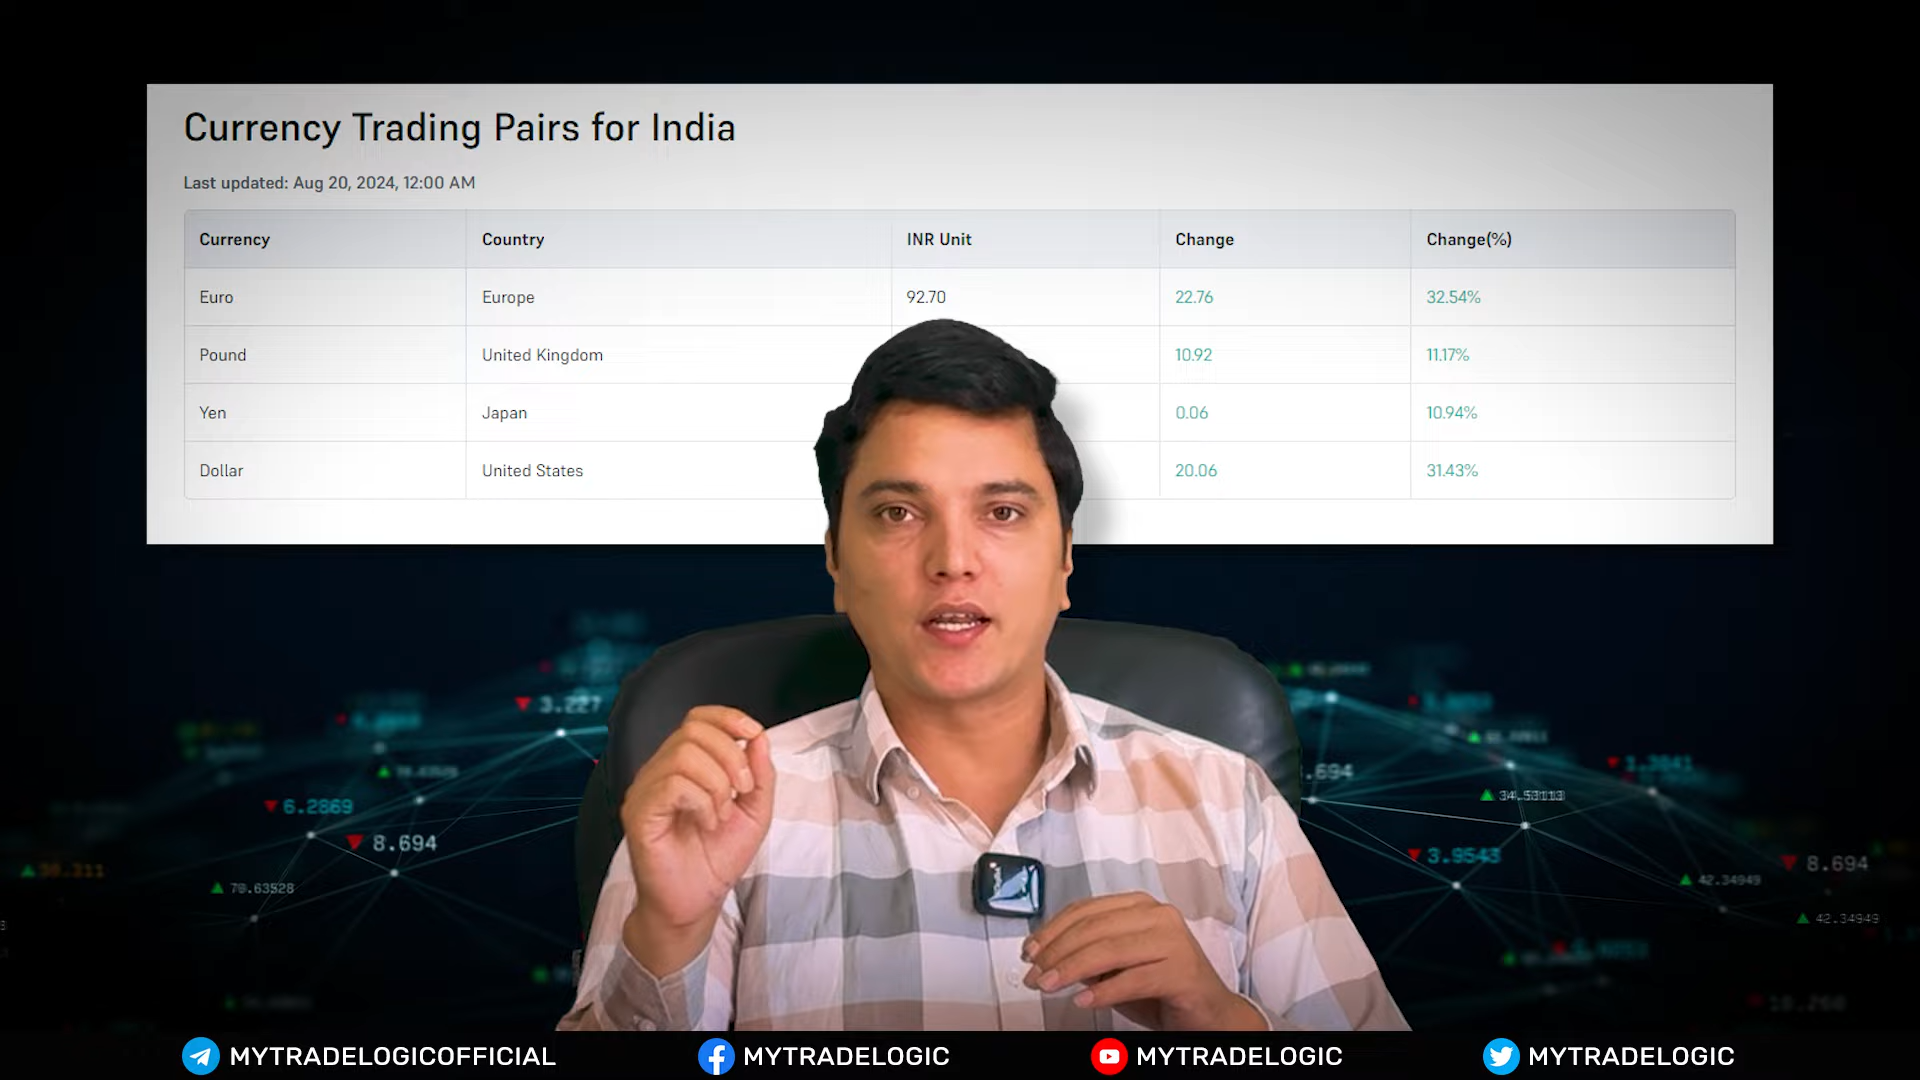 Currency Trading Pairs for India
Last updated: Aug 20, 2024, 12:00 AM
Currency Country INR Unit Change Change(%)
Euro Europe 92.70 22.76 32.54%
Pound United Kingdom 10.92 11.17%
Yen Japan 0.06 10.94%
Dollar United States 20.06 31.43%
3.227
.694
34.53113
6.2869
8.694
3.9543
8.694
70.63528
42.34949
42.34949
MYTRADELOGICOFFICIAL MYTRADELOGIC MYTRADELOGIC MYTRADELOGIC